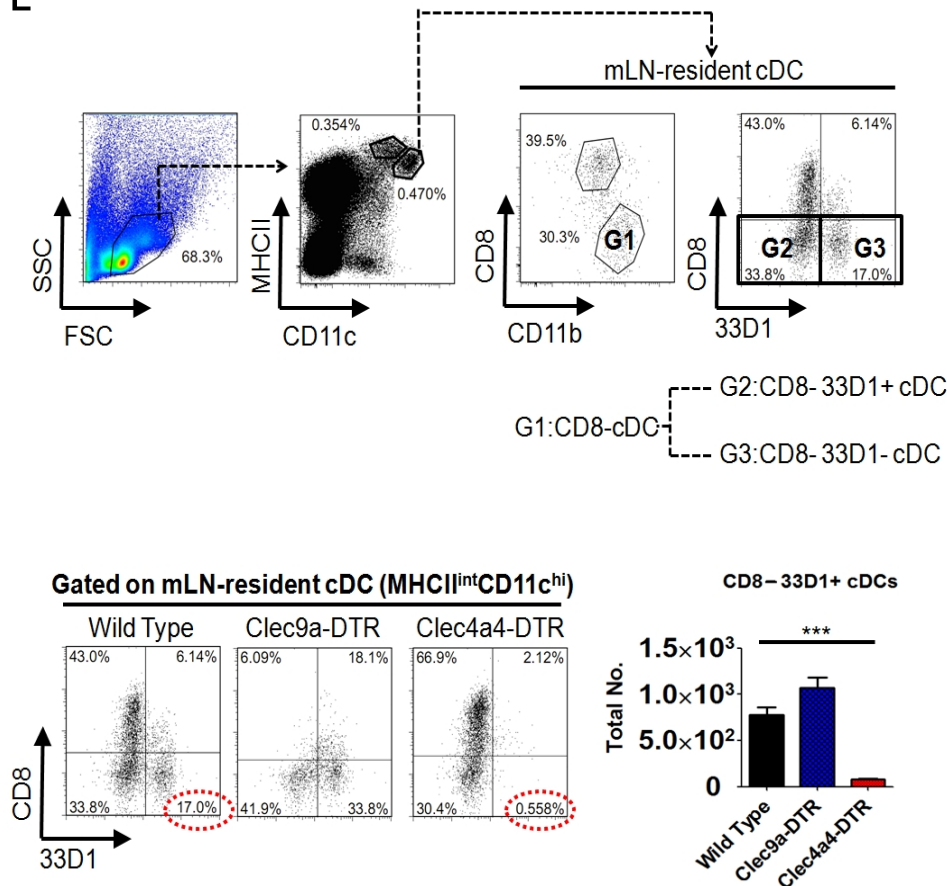 E
mLN-resident cDC
0.354%
0.470%
68.3%
SSC
FSC
MHCII
CD11c
39.5%
30.3%
G1
CD8
CD11b
43.0%
6.14%
G2
G3
33.8%
17.0%
CD8
33D1
G2:CD8- 33D1+ cDC
G1:CD8-cDC
G3:CD8- 33D1- cDC
Gated on mLN-resident cDC (MHCIIintCD11chi)
Wild Type
Clec9a-DTR
Clec4a4-DTR
43.0%
6.14%
33.8%
17.0%
6.09%
18.1%
41.9%
33.8%
66.9%
2.12%
30.4%
0.558%
CD8
33D1
CD8– 33D1+ cDCs
***
Total No.
1.5×10³
1.0×10³
5.0×10²
0
Wild Type
Clec9a-DTR
Clec4a4-DTR